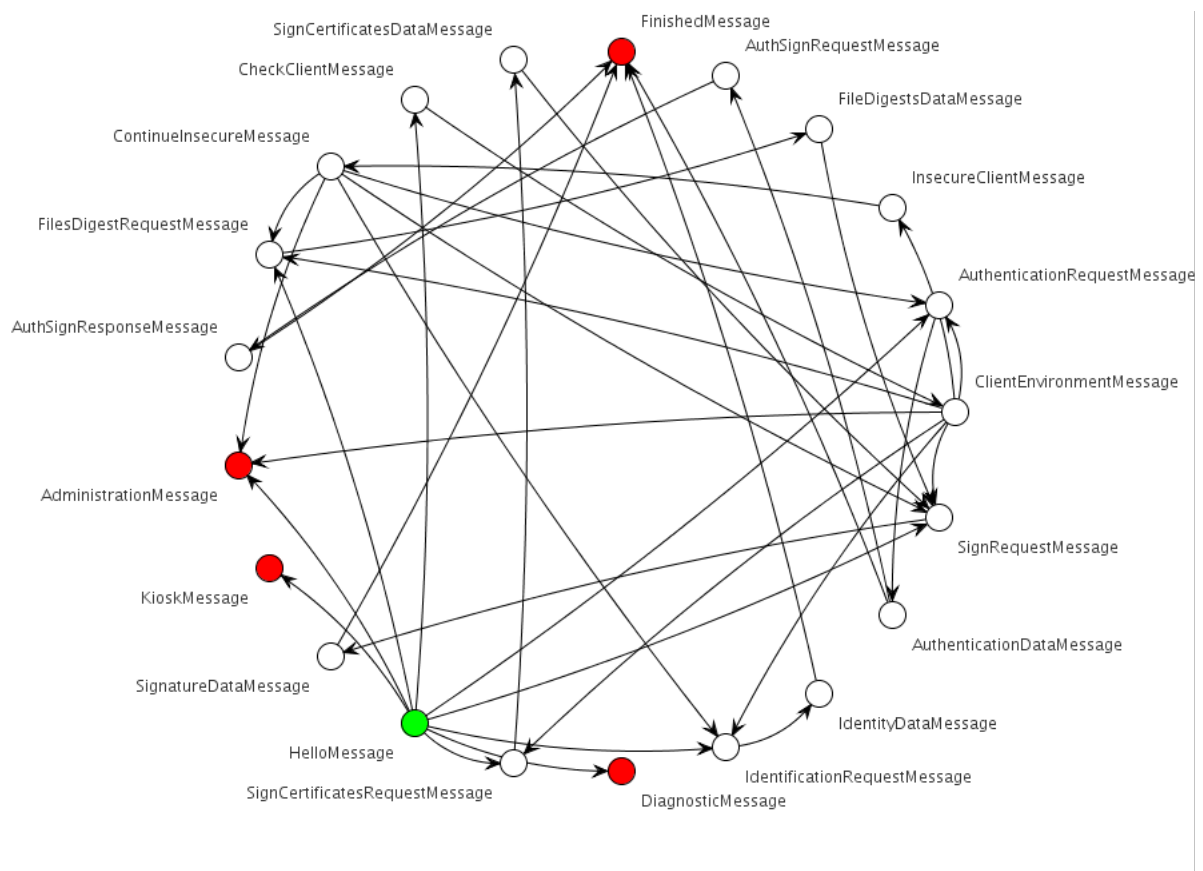 FinishedMessage
SignCertificatesDataMessage
AuthSignRequestMessage
CheckClientMessage
FileDigestsDataMessage
ContinueInsecureMessage
InsecureClientMessage
FilesDigestRequestMessage
AuthenticationRequestMessage
AuthSignResponseMessage
ClientEnvironmentMessage
AdministrationMessage
SignRequestMessage
KioskMessage
AuthenticationDataMessage
SignatureDataMessage
IdentityDataMessage
HelloMessage
IdentificationRequestMessage
SignCertificatesRequestMessage
DiagnosticMessage